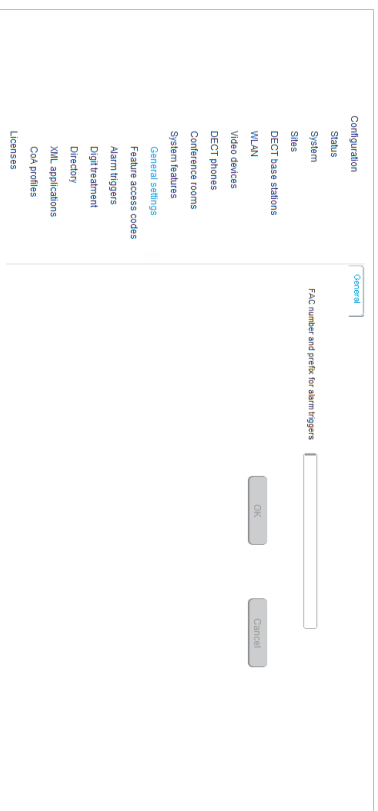 Configuration
Status
System
Sites
DECT base stations
WLAN
Video devices
DECT phones
Conference rooms
System features
General settings
Feature access codes
Alarm triggers
Digit treatment
Directory
XML applications
CoA profiles
Licenses
General
FAC number and prefix for alarm triggers
OK
Cancel